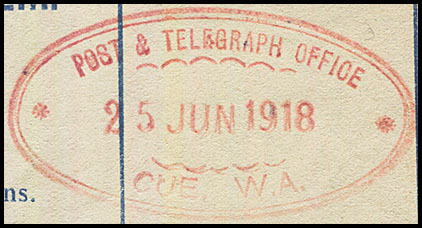 POST & TELEGRAPH OFFICE
25 JUN 1918
CUE W.A.
ns.